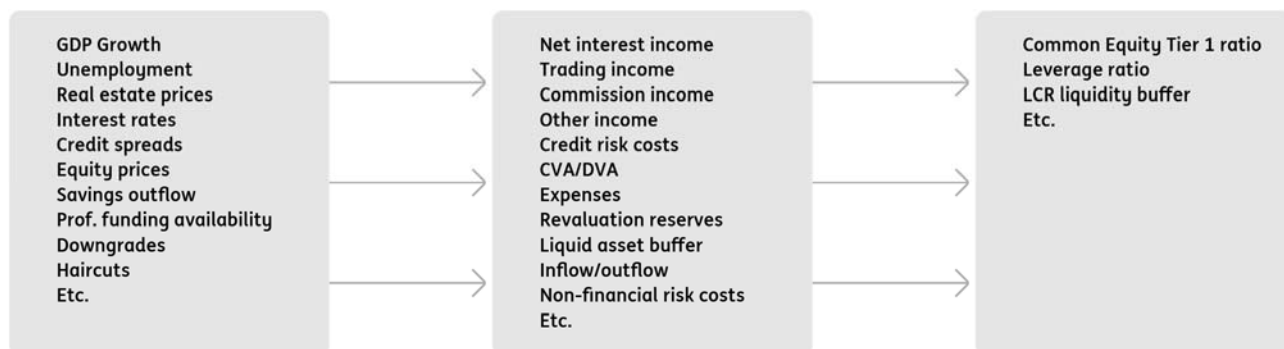 GDP Growth
Unemployment
Real estate prices
Interest rates
Credit spreads
Equity prices
Savings outflow
Prof. funding availability
Downgrades
Haircuts
Etc.
Net interest income
Trading income
Commission income
Other income
Credit risk costs
CVA/DVA
Expenses
Revaluation reserves
Liquid asset buffer
Inflow/outflow
Non-financial risk costs
Etc.
Common Equity Tier 1 ratio
Leverage ratio
LCR liquidity buffer
Etc.